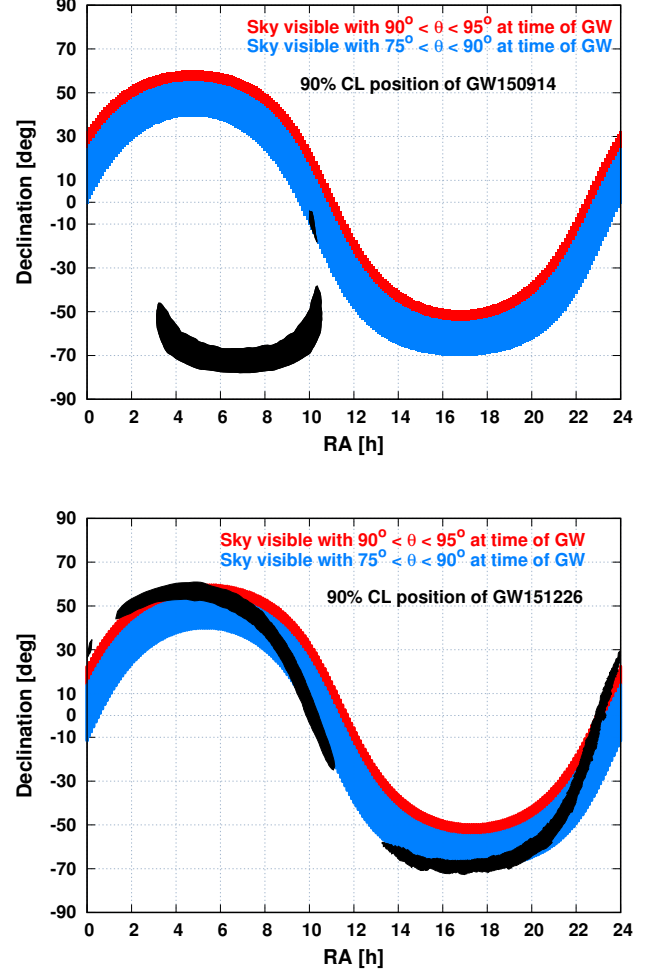 90
Sky visible with 90° < θ < 95° at time of GW
Sky visible with 75° < θ < 90° at time of GW
70
90% CL position of GW150914
50
30
10
0
-10
-30
-50
-70
-90
Declination [deg]
0 2 4 6 8 10 12 14 16 18 20 22 24
RA [h]
90
Sky visible with 90° < θ < 95° at time of GW
Sky visible with 75° < θ < 90° at time of GW
70
90% CL position of GW151226
50
30
10
0
-10
-30
-50
-70
-90
Declination [deg]
0 2 4 6 8 10 12 14 16 18 20 22 24
RA [h]